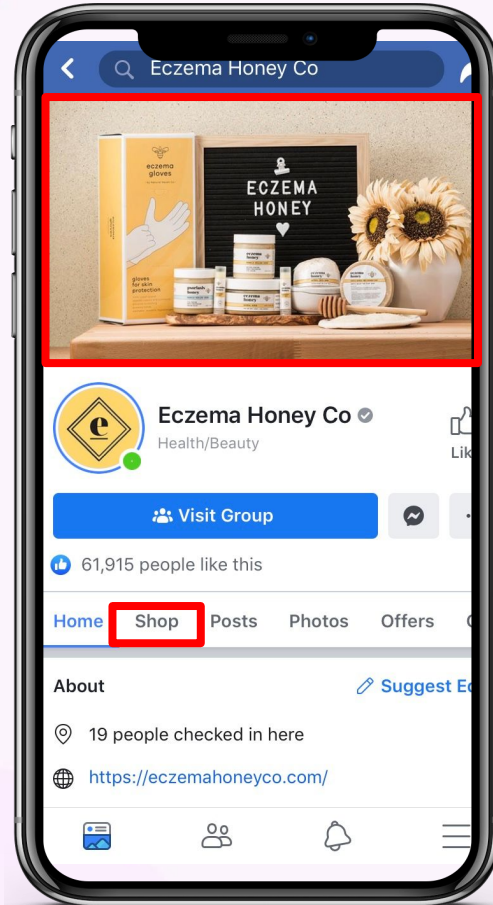 Eczema Honey Co
eczema
gloves
gloves
for skin
protection
ECZEMA
HONEY
psoriasis
honey
eczema
honey
e
Eczema Honey Co
Health/Beauty
Lik
Visit Group
61,915 people like this
Home Shop Posts Photos Offers
About
Suggest Ed
19 people checked in here
https://eczemahoneyco.com/